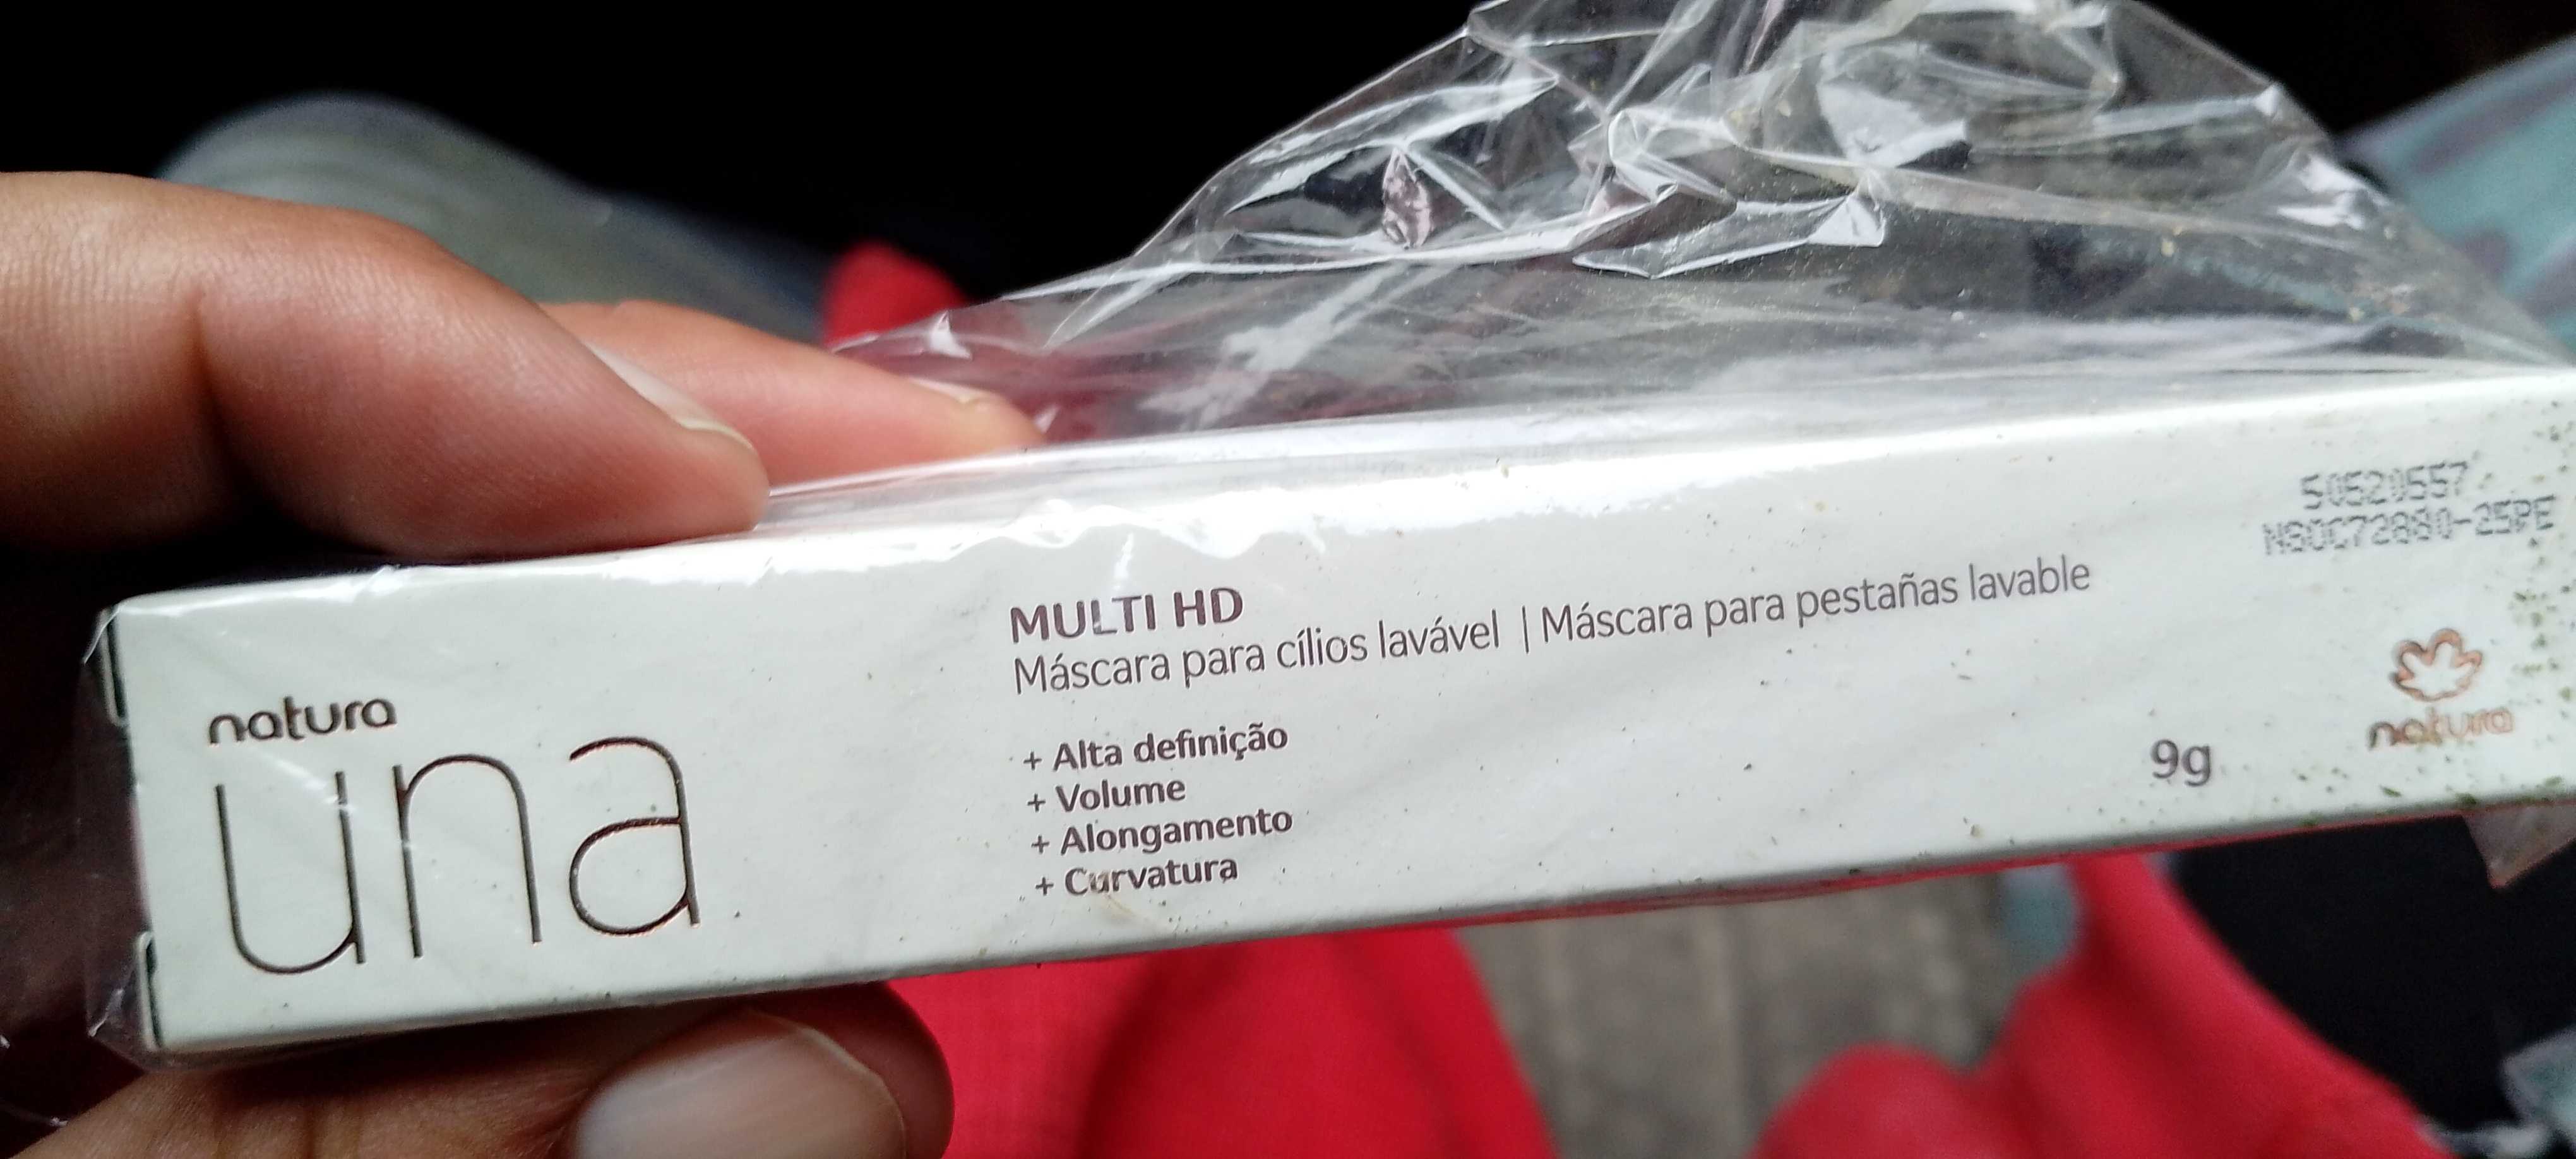 50520557
NSOC72880-25PE
MULTI HD
Máscara para cílios lavável | Máscara para pestañas lavable
natura
una
+ Alta definição
+ Volume
+ Alongamento
+ Curvatura
9g
natura